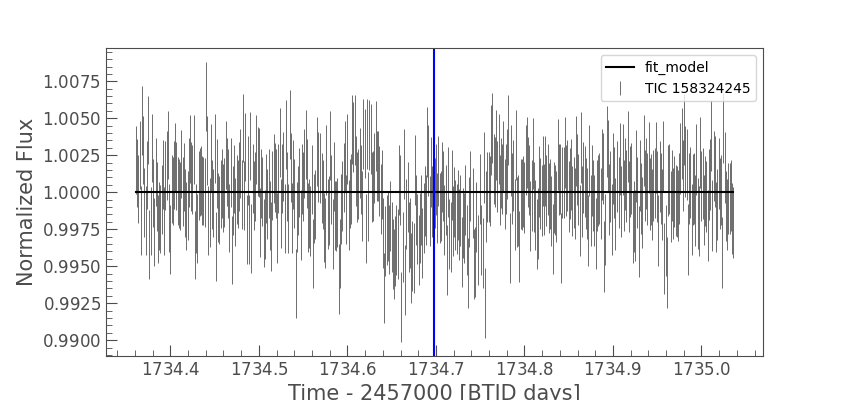 fit_model
TIC 158324245
1.0075
1.0050
1.0025
1.0000
0.9975
0.9950
0.9925
0.9900
Normalized Flux
1734.4 1734.5 1734.6 1734.7 1734.8 1734.9 1735.0
Time - 2457000 [BTJD days]